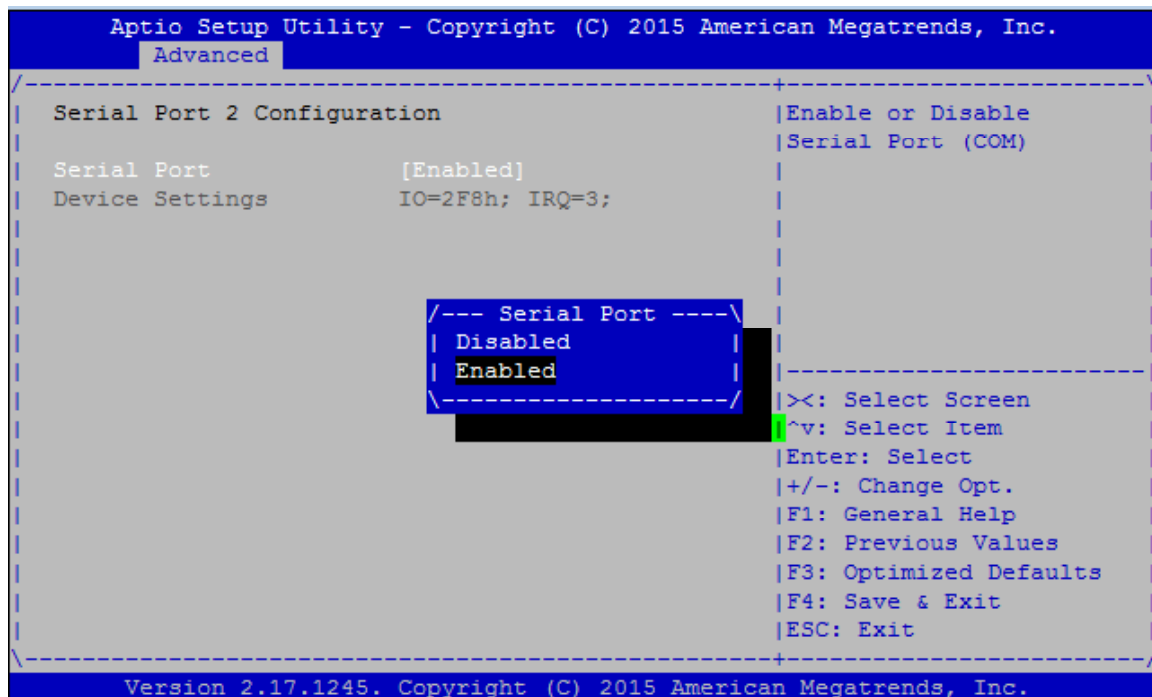 Aptio Setup Utility - Copyright (C) 2015 American Megatrends, Inc.
Advanced
/----------------------------------------------------+-------------------------\
| Serial Port 2 Configuration |Enable or Disable |
| |Serial Port (COM) |
| Serial Port [Enabled] | |
| Device Settings IO=2F8h; IRQ=3; | |
/--- Serial Port ----\
| Disabled |
| Enabled | |-------------------------|
\--------------------/ |><: Select Screen |
|^v: Select Item |
|Enter: Select |
|+/-: Change Opt. |
|F1: General Help |
|F2: Previous Values |
|F3: Optimized Defaults |
|F4: Save & Exit |
|ESC: Exit |
\----------------------------------------------------+-------------------------/
Version 2.17.1245. Copyright (C) 2015 American Megatrends, Inc.